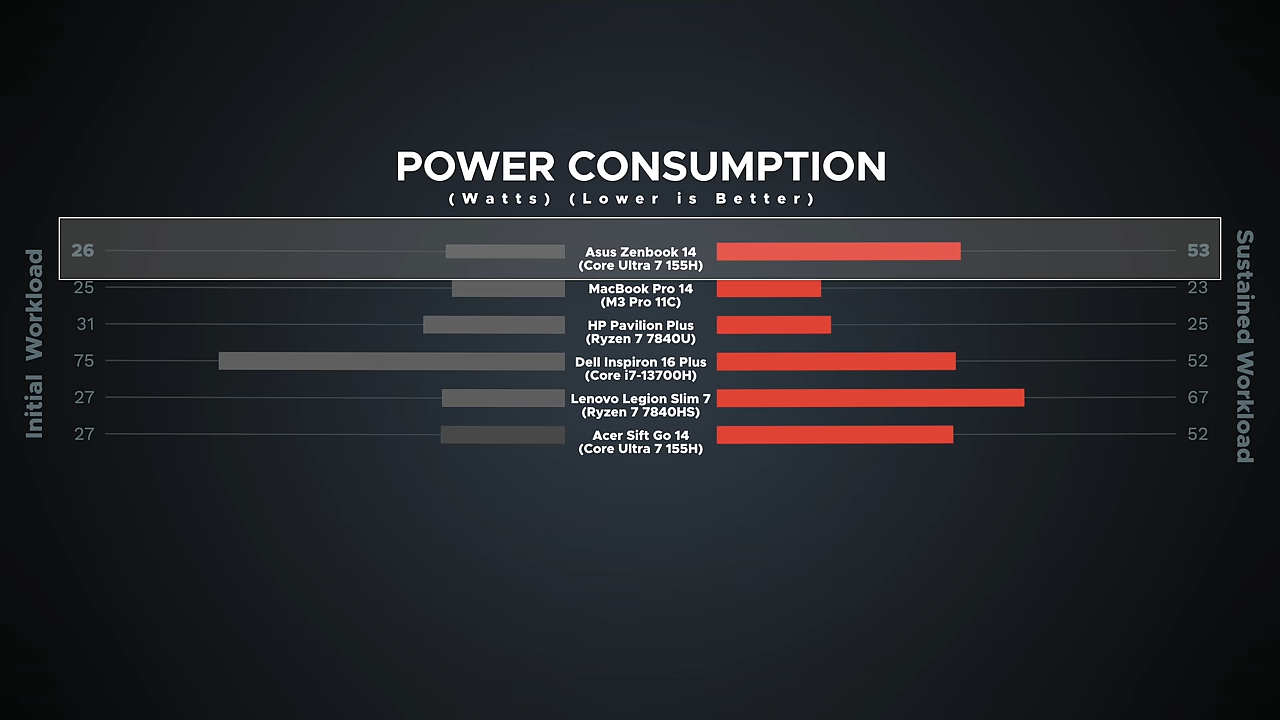 POWER CONSUMPTION
(Watts) (Lower is Better)
Initial Workload
Sustained Workload
26
Asus Zenbook 14
(Core Ultra 7 155H)
53
25
MacBook Pro 14
(M3 Pro 11C)
23
31
HP Pavilion Plus
(Ryzen 7 7840U)
25
75
Dell Inspiron 16 Plus
(Core i7-13700H)
52
27
Lenovo Legion Slim 7
(Ryzen 7 7840HS)
67
27
Acer Sift Go 14
(Core Ultra 7 155H)
52